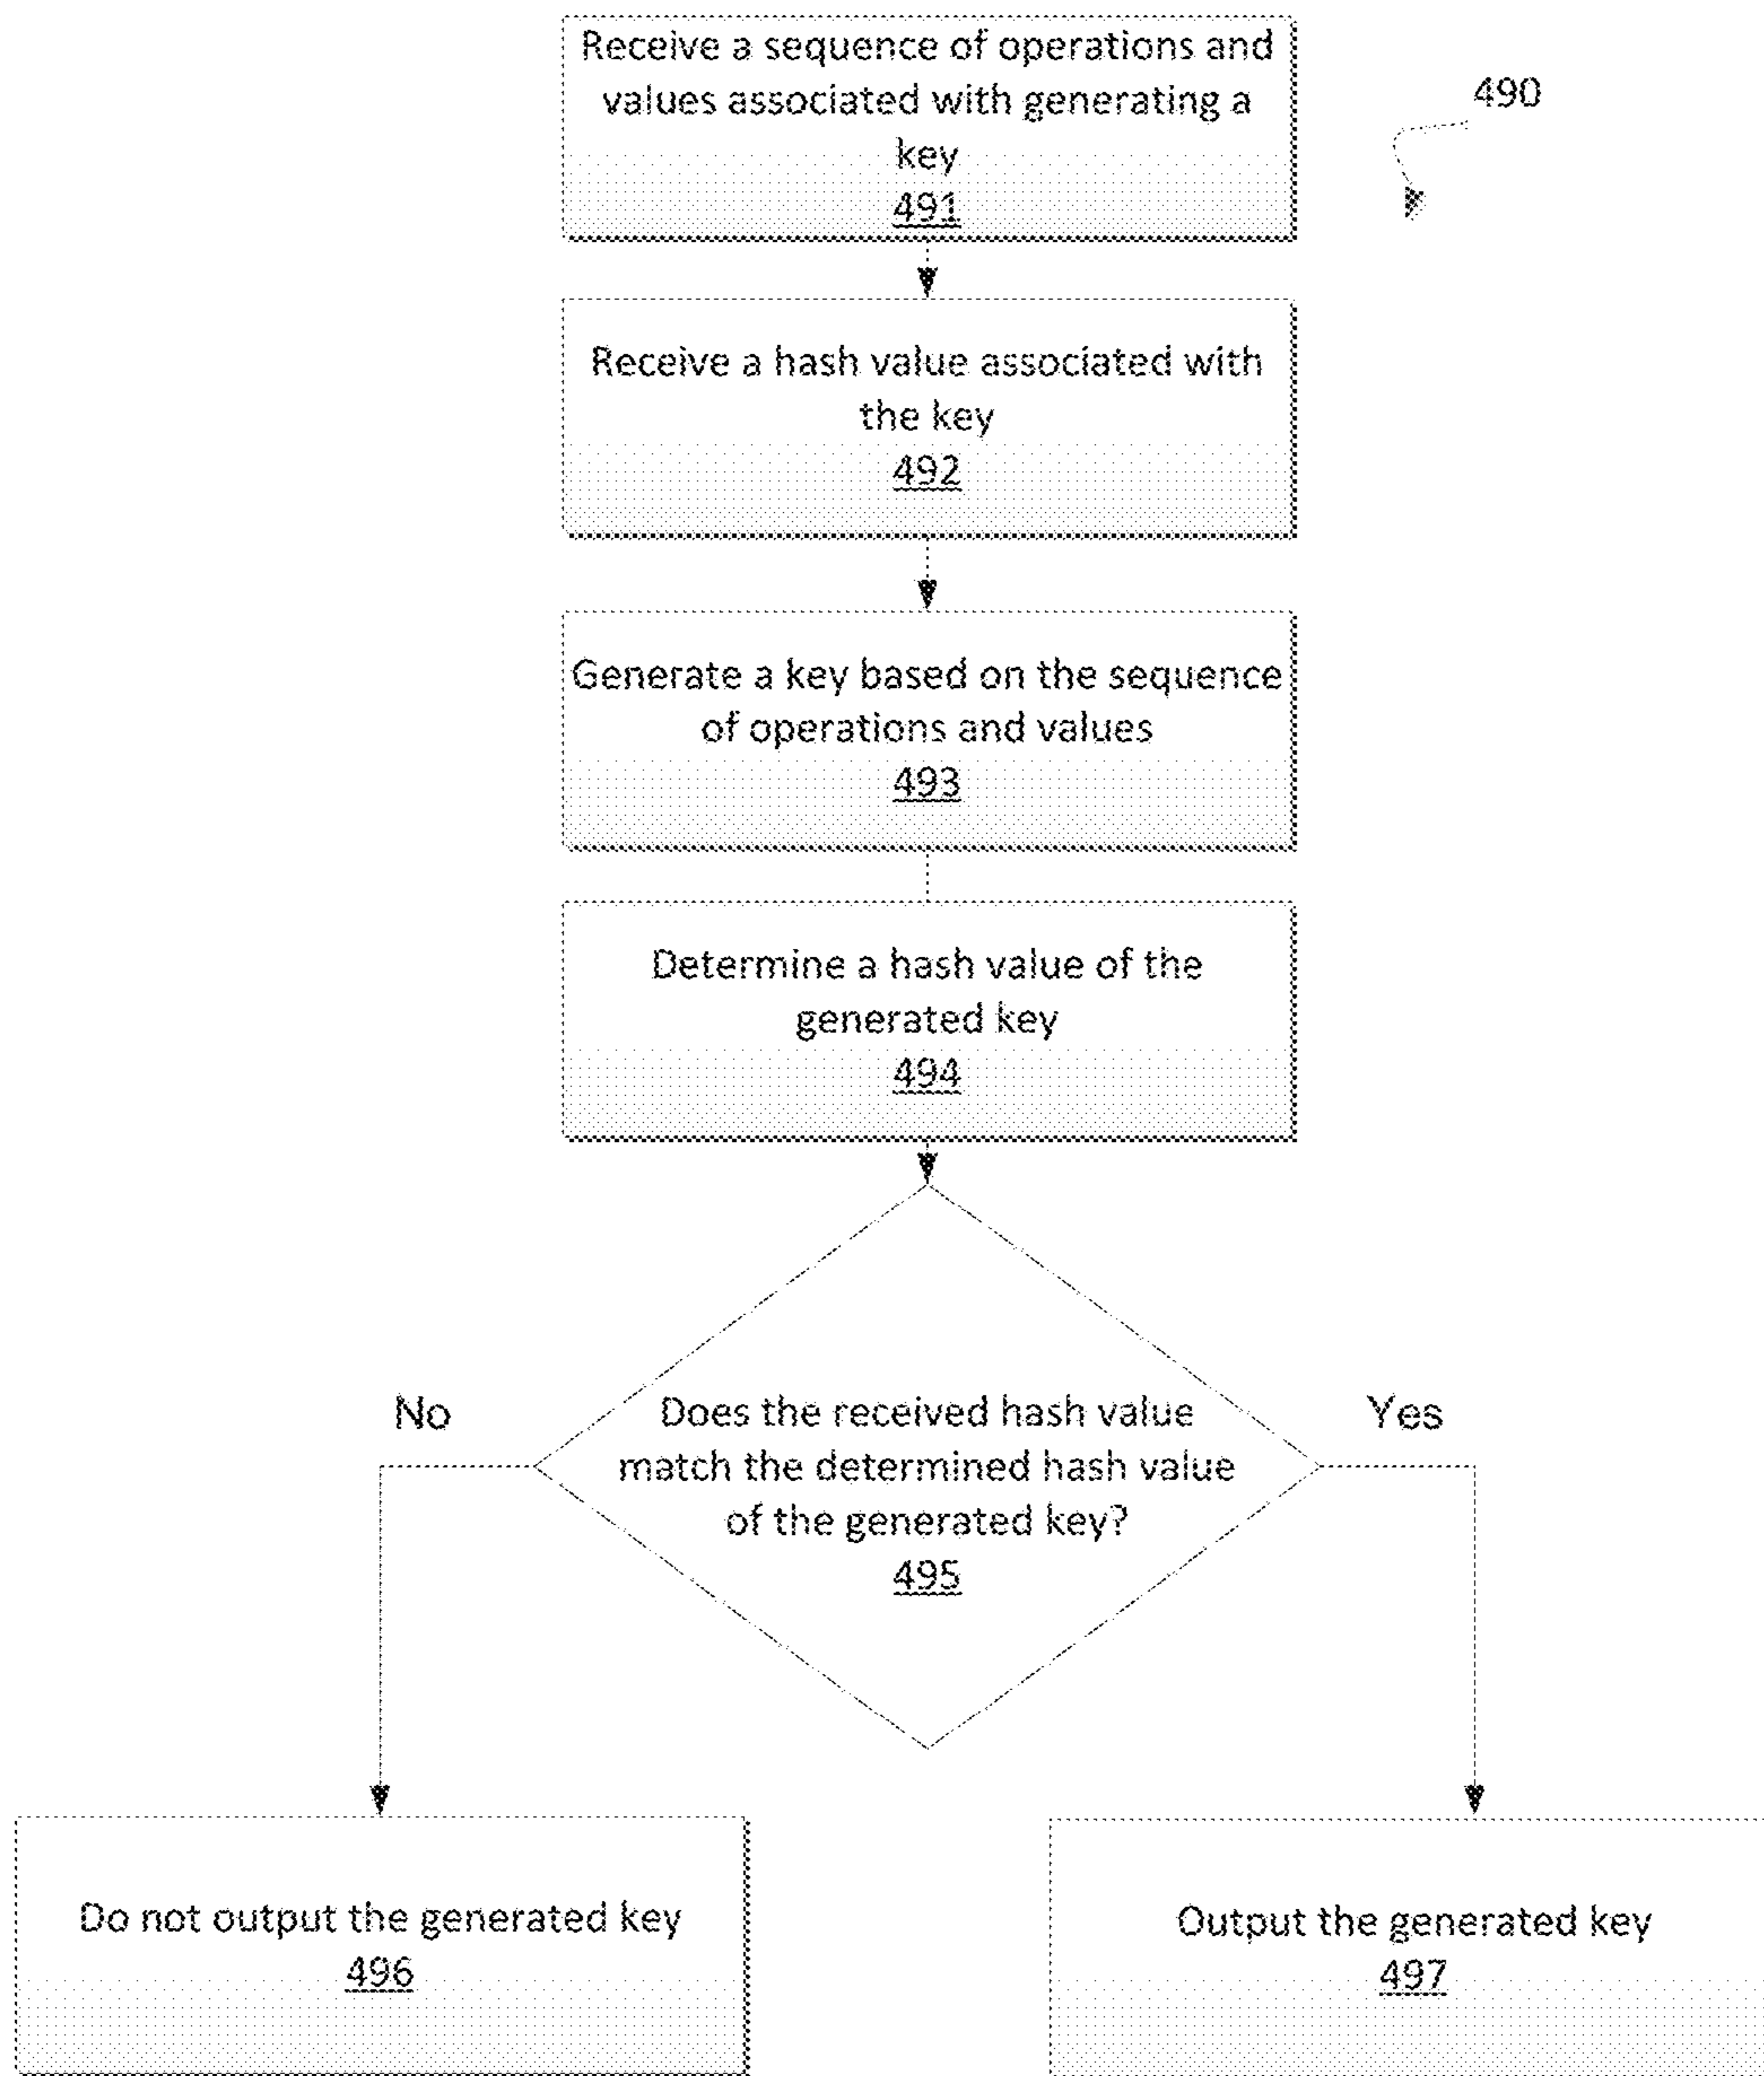 Receive a sequence of operations and
values associated with generating a
key
491
490
Receive a hash value associated with
the key
492
Generate a key based on the sequence
of operations and values
493
Determine a hash value of the
generated key
494
No
Yes
Does the received hash value
match the determined hash value
of the generated key?
495
Do not output the generated key
496
Output the generated key
497